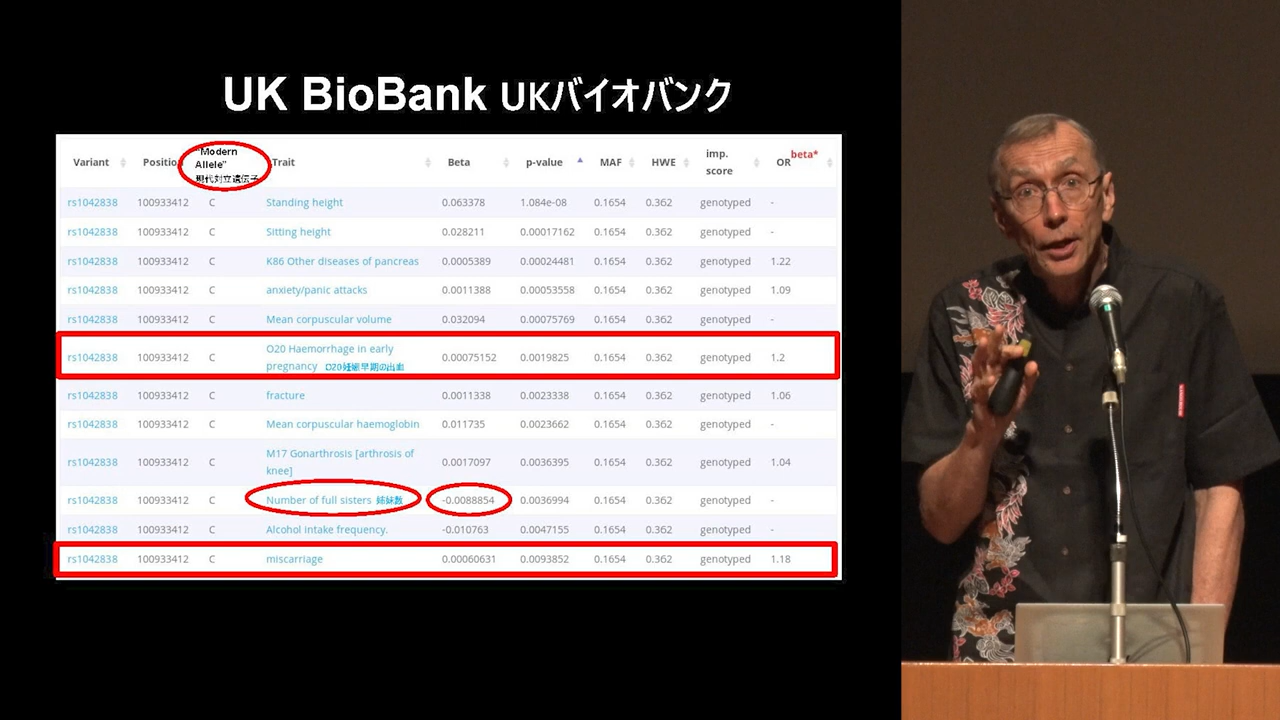 UK BioBank UKバイオバンク
Variant Position "Modern Allele" 現代対立遺伝子 Trait Beta p-value MAF HWE imp. score OR beta*
rs1042838 100933412 C Standing height 0.063378 1.084e-08 0.1654 0.362 genotyped -
rs1042838 100933412 C Sitting height 0.028211 0.00017162 0.1654 0.362 genotyped -
rs1042838 100933412 C K86 Other diseases of pancreas 0.0005389 0.00024481 0.1654 0.362 genotyped 1.22
rs1042838 100933412 C anxiety/panic attacks 0.0011388 0.00053558 0.1654 0.362 genotyped 1.09
rs1042838 100933412 C Mean corpuscular volume 0.032094 0.00075769 0.1654 0.362 genotyped -
rs1042838 100933412 C O20 Haemorrhage in early pregnancy O20妊娠早期の出血 0.00075152 0.0019825 0.1654 0.362 genotyped 1.2
rs1042838 100933412 C fracture 0.0011338 0.0023338 0.1654 0.362 genotyped 1.06
rs1042838 100933412 C Mean corpuscular haemoglobin 0.011735 0.0023662 0.1654 0.362 genotyped -
rs1042838 100933412 C M17 Gonarthrosis [arthrosis of knee] 0.0017097 0.0036395 0.1654 0.362 genotyped 1.04
rs1042838 100933412 C Number of full sisters 姉妹数 -0.0088854 0.0036994 0.1654 0.362 genotyped -
rs1042838 100933412 C Alcohol intake frequency. -0.010763 0.0047155 0.1654 0.362 genotyped -
rs1042838 100933412 C miscarriage 0.00060631 0.0093852 0.1654 0.362 genotyped 1.18